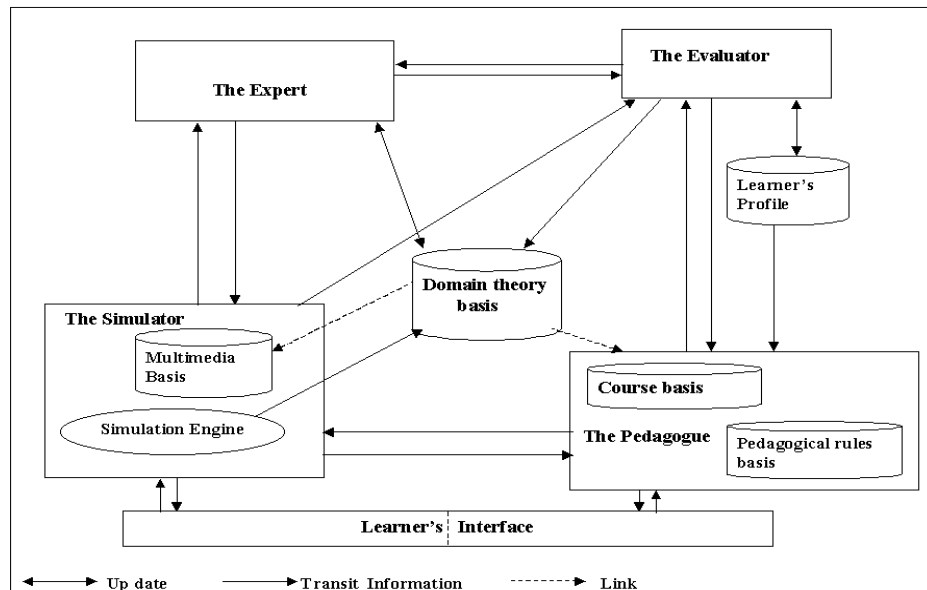 The Expert
The Evaluator
Learner's
Profile
Domain theory
basis
The Simulator
Multimedia
Basis
Simulation Engine
Course basis
The Pedagogue
Pedagogical rules
basis
Learner's Interface
Up date
Transit Information
Link